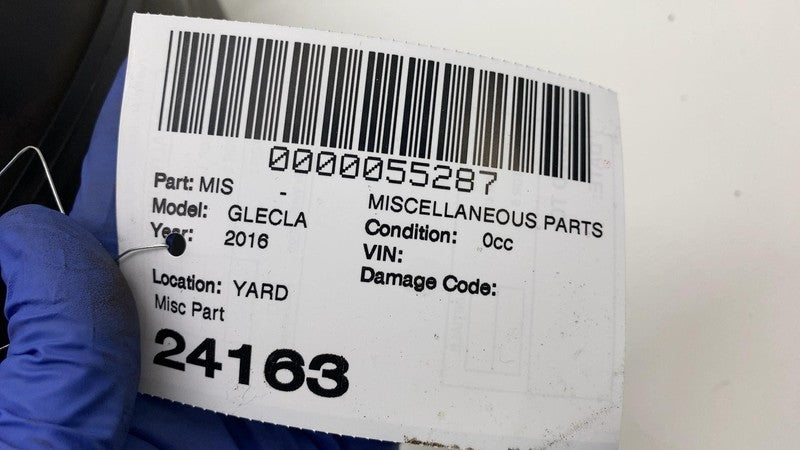 0000055287
Part: MIS - MISCELLANEOUS PARTS
Model: GLECLA Condition: 0cc
Year: 2016 VIN:
Damage Code:
Location: YARD
Misc Part
24163